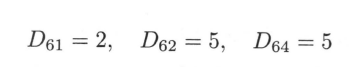 D₆₁ = 2, D₆₂ = 5, D₆₄ = 5